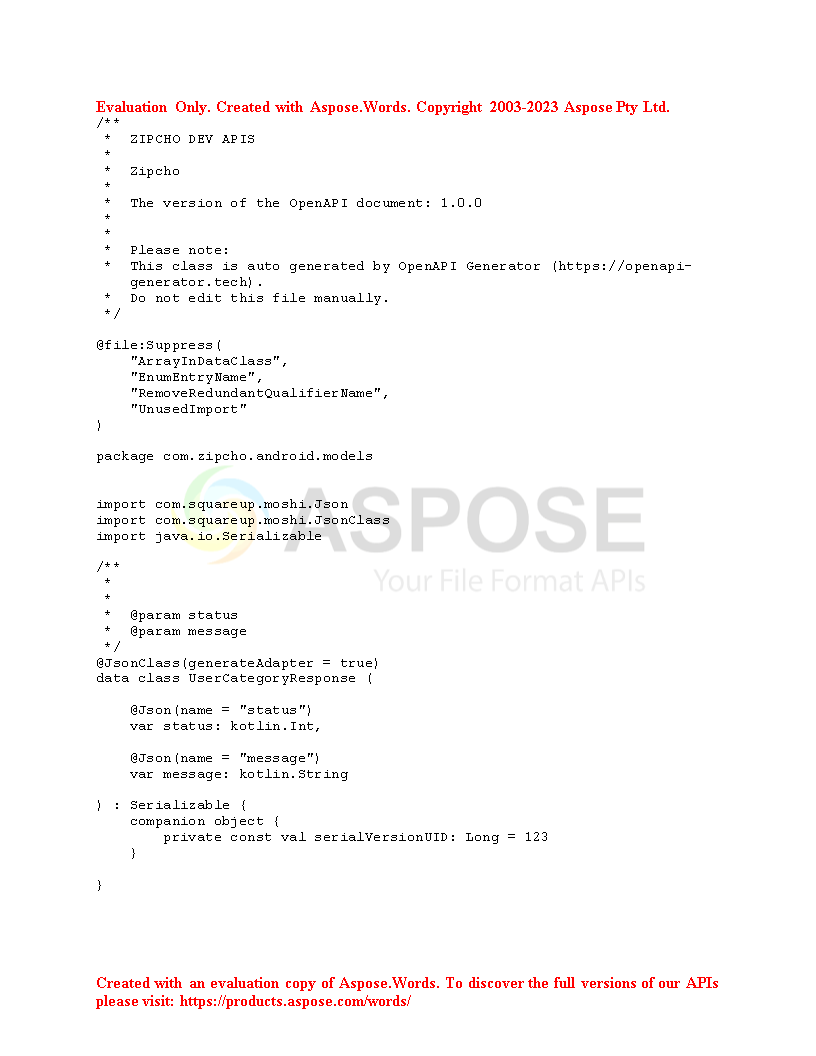 Evaluation Only. Created with Aspose.Words. Copyright 2003-2023 Aspose Pty Ltd.
/**
 *  ZIPCHO DEV APIS
 *
 *  Zipcho
 *
 *  The version of the OpenAPI document: 1.0.0
 *
 *
 *  Please note:
 *  This class is auto generated by OpenAPI Generator (https://openapi-
    generator.tech).
 *  Do not edit this file manually.
 */

@file:Suppress(
    "ArrayInDataClass",
    "EnumEntryName",
    "RemoveRedundantQualifierName",
    "UnusedImport"
)

package com.zipcho.android.models

import com.squareup.moshi.Json
import com.squareup.moshi.JsonClass
import java.io.Serializable
ASPOSE
Your File Format APIs

/**
 *
 *
 *  @param status
 *  @param message
 */
@JsonClass(generateAdapter = true)
data class UserCategoryResponse (

    @Json(name = "status")
    var status: kotlin.Int,

    @Json(name = "message")
    var message: kotlin.String

) : Serializable {
    companion object {
        private const val serialVersionUID: Long = 123
    }

}

Created with an evaluation copy of Aspose.Words. To discover the full versions of our APIs
please visit: https://products.aspose.com/words/